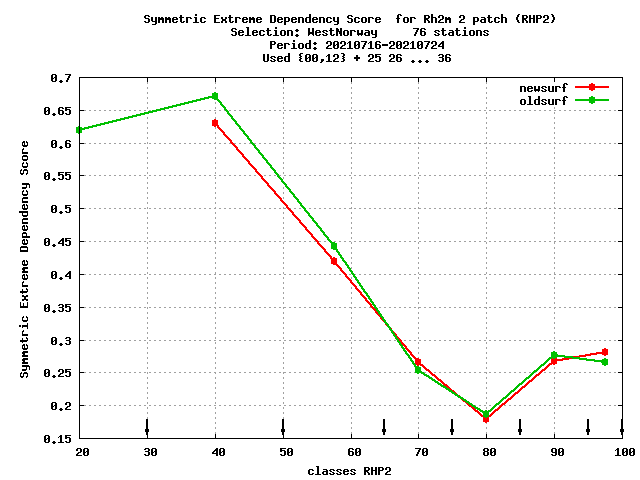 Symmetric Extreme Dependency Score  for Rh2m 2 patch (RHP2)
Selection: WestNorway     76 stations
Period: 20210716-20210724
Used {00,12} + 25 26 ... 36
newsurf
oldsurf
0.7
0.65
0.6
0.55
0.5
0.45
0.4
0.35
0.3
0.25
0.2
0.15
Symmetric Extreme Dependency Score
20 30 40 50 60 70 80 90 100
classes RHP2